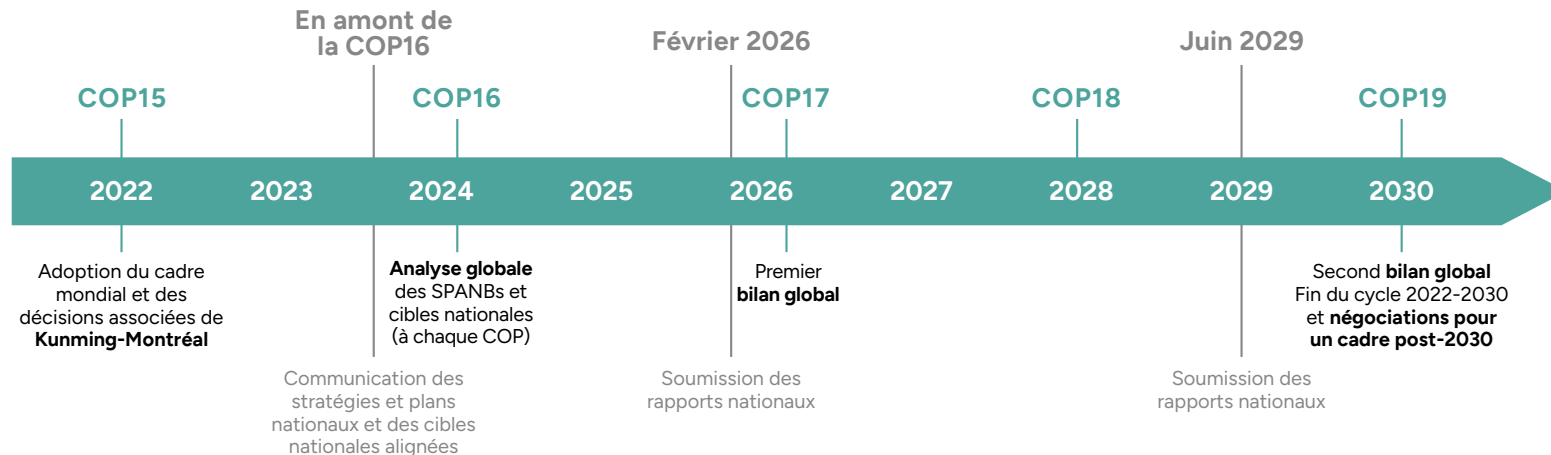 En amont de
la COP16
Février 2026
Juin 2029
COP15
COP16
COP17
COP18
COP19
2022
2023
2024
2025
2026
2027
2028
2029
2030
Adoption du cadre
mondial et des
décisions associées de
Kunming-Montréal
Analyse globale
des SPANBs et
cibles nationales
(à chaque COP)
Premier
bilan global
Second bilan global
Fin du cycle 2022-2030
et négociations pour
un cadre post-2030
Communication des
stratégies et plans
nationaux et des cibles
nationales alignées
Soumission des
rapports nationaux
Soumission des
rapports nationaux